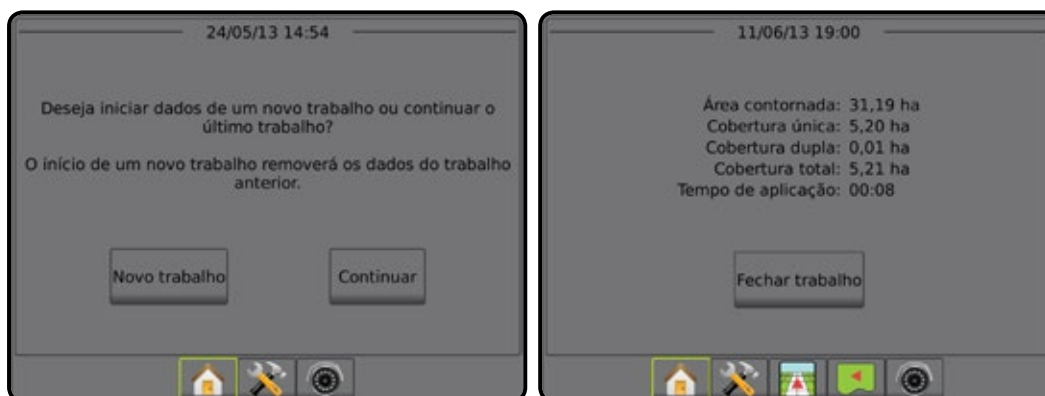 24/05/13 14:54
Deseja iniciar dados de um novo trabalho ou continuar o
último trabalho?
O início de um novo trabalho removerá os dados do trabalho
anterior.
Novo trabalho
Continuar
11/06/13 19:00
Área contornada: 31,19 ha
Cobertura única: 5,20 ha
Cobertura dupla: 0,01 ha
Cobertura total: 5,21 ha
Tempo de aplicação: 00:08
Fechar trabalho